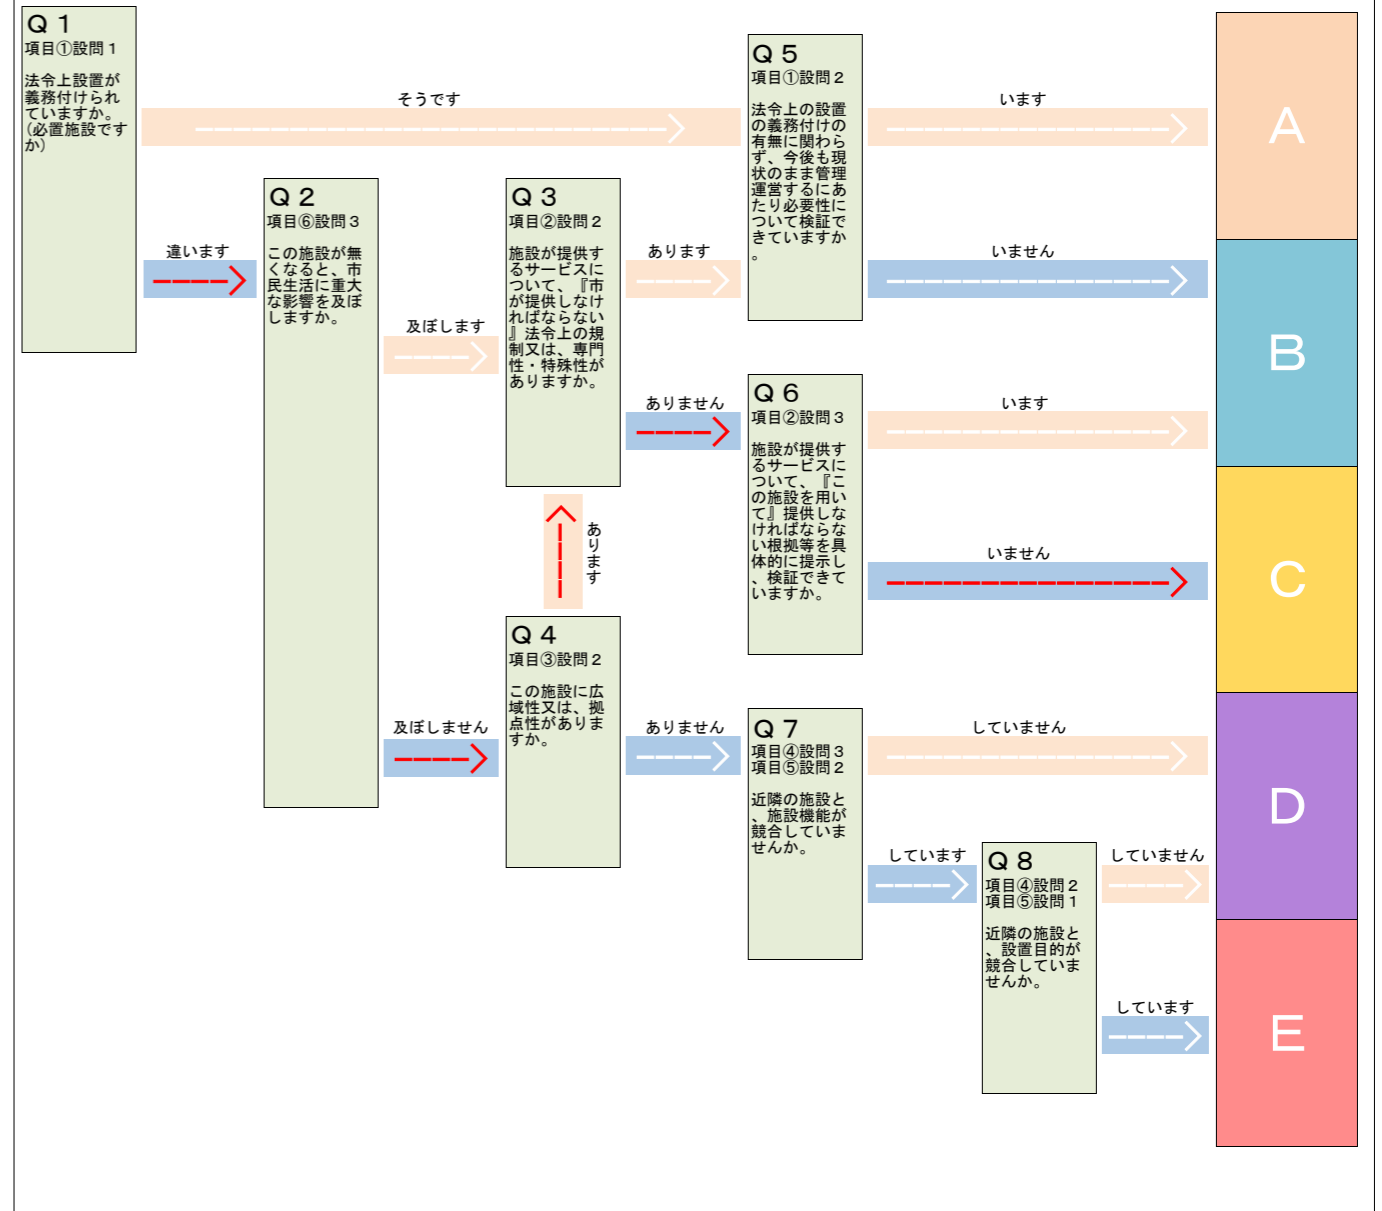 Ｑ１
項目①設問１
法令上設置が
義務付けられ
ていますか。
(必置施設です
か)
そうです
違います
Ｑ２
項目⑥設問３
この施設が無
くなると、市
民生活に重大
な影響を及ぼ
しますか。
及ぼします
及ぼしません
Ｑ３
項目②設問２
施設が提供す
るサービスに
ついて、『市
が提供しなけ
ればならない
』法令上の規
制又は、専門
性・特殊性が
ありますか。
あります
ありません
あります
Ｑ４
項目③設問２
この施設に広
域性又は、拠
点性がありま
すか。
ありません
Ｑ５
項目①設問２
法令上の設置
の義務付けの
有無に関わら
ず、今後も現
状のまま管理
運営するにあ
たり必要性に
ついて検証で
きていますか
。
います
いません
Ｑ６
項目②設問３
施設が提供す
るサービスに
ついて、『こ
の施設を用い
て』提供しな
ければならな
い根拠等を具
体的に提示し
、検証できて
いますか。
います
いません
Ｑ７
項目④設問３
項目⑤設問２
近隣の施設と
、施設機能が
競合していま
せんか。
していません
しています
Ｑ８
項目④設問２
項目⑤設問１
近隣の施設と
、設置目的が
競合していま
せんか。
していません
しています
A
B
C
D
E